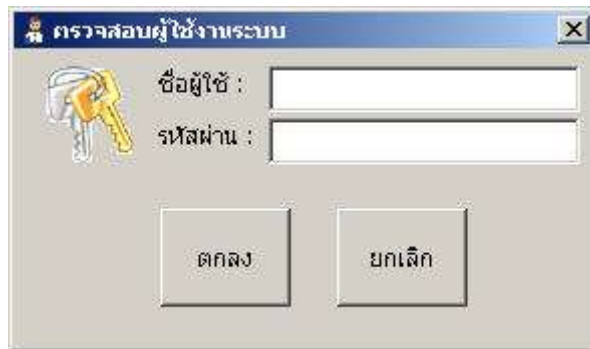 ตรวจสอบผู้ใช้งานระบบ
ชื่อผู้ใช้ :
รหัสผ่าน :
ตกลง ยกเลิก